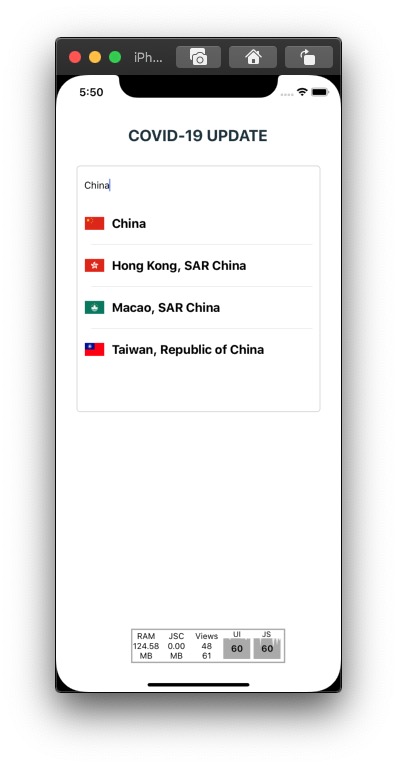 iPh...
5:50
COVID-19 UPDATE
China
China
Hong Kong, SAR China
Macao, SAR China
Taiwan, Republic of China
RAM JSC Views UI JS
124.58 0.00 48 60 60
MB MB 61